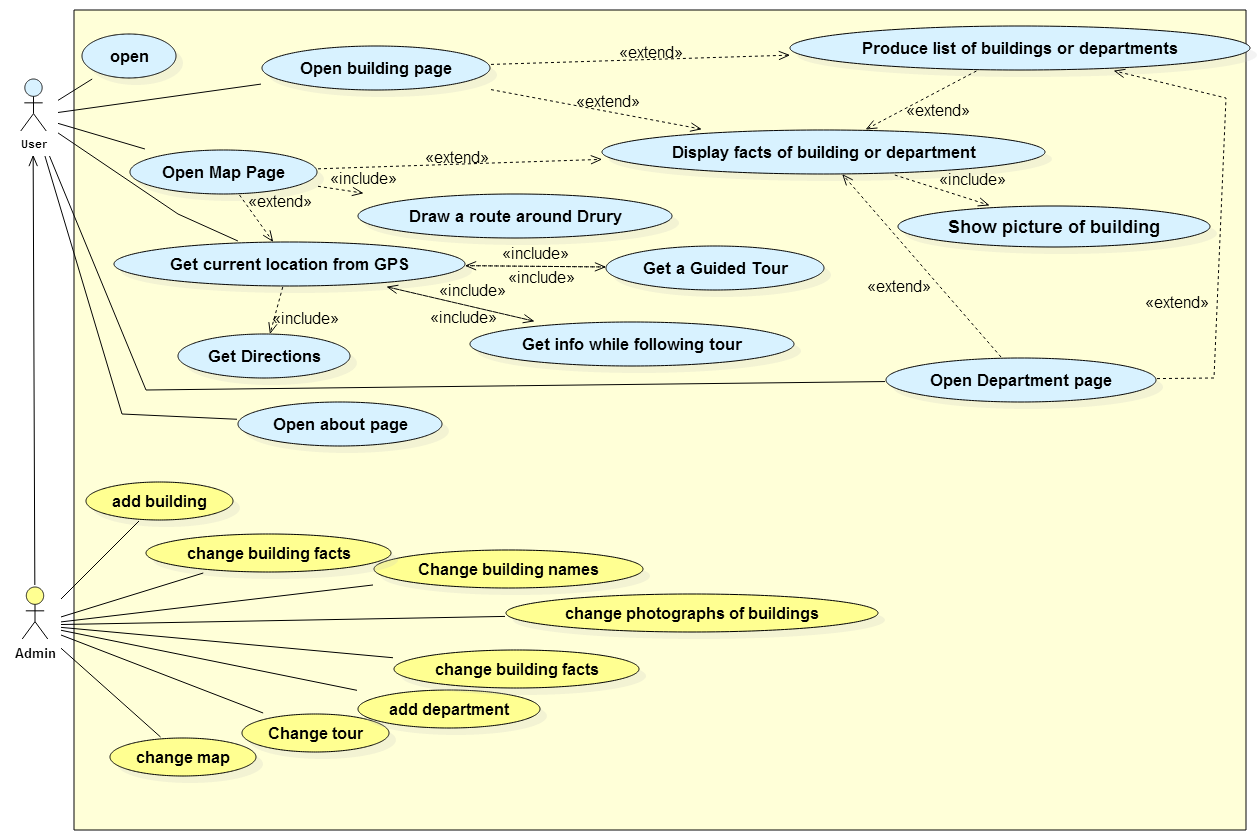 open
Open building page
«extend»
Produce list of buildings or departments
«extend»
«extend»
User
Open Map Page
«extend»
Display facts of building or department
«include»
«include»
«extend»
Draw a route around Drury
Show picture of building
Get current location from GPS
«include»
Get a Guided Tour
«include»
«include»
«extend»
«extend»
«include»
«include»
Get info while following tour
Get Directions
Open Department page
Open about page
add building
change building facts
Change building names
change photographs of buildings
Admin
change building facts
add department
Change tour
change map